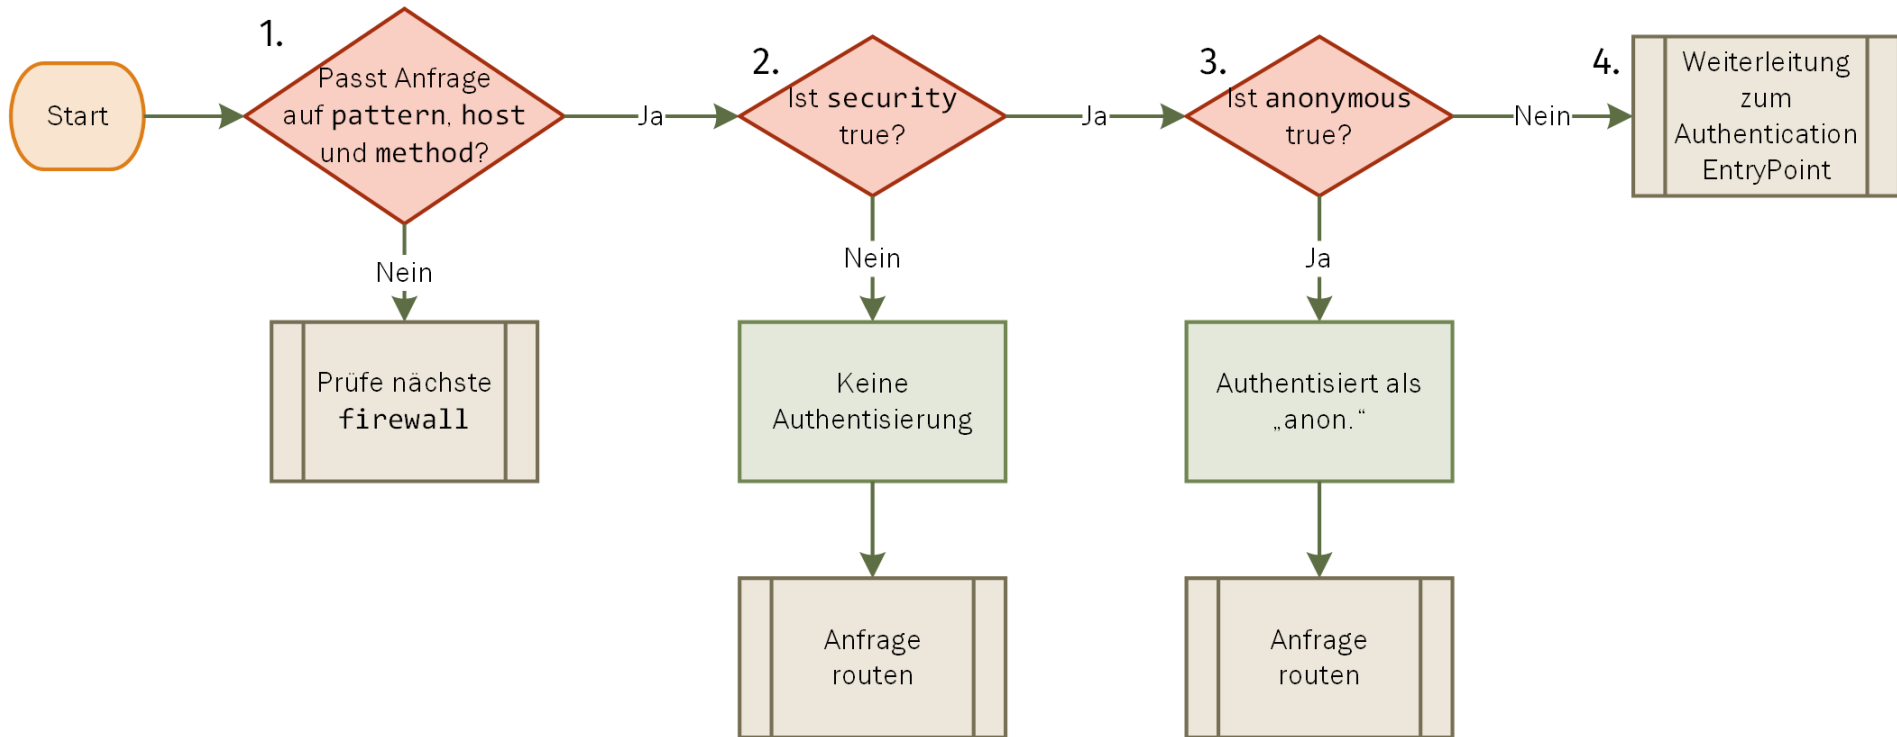 Start
1.
Passt Anfrage
auf pattern, host
und method?
Ja
2.
Ist security
true?
Ja
3.
Ist anonymous
true?
Nein
4.
Weiterleitung
zum
Authentication
EntryPoint
Nein
Nein
Ja
Prüfe nächste
firewall
Keine
Authentisierung
Authentisiert als
„anon.“
Anfrage
routen
Anfrage
routen